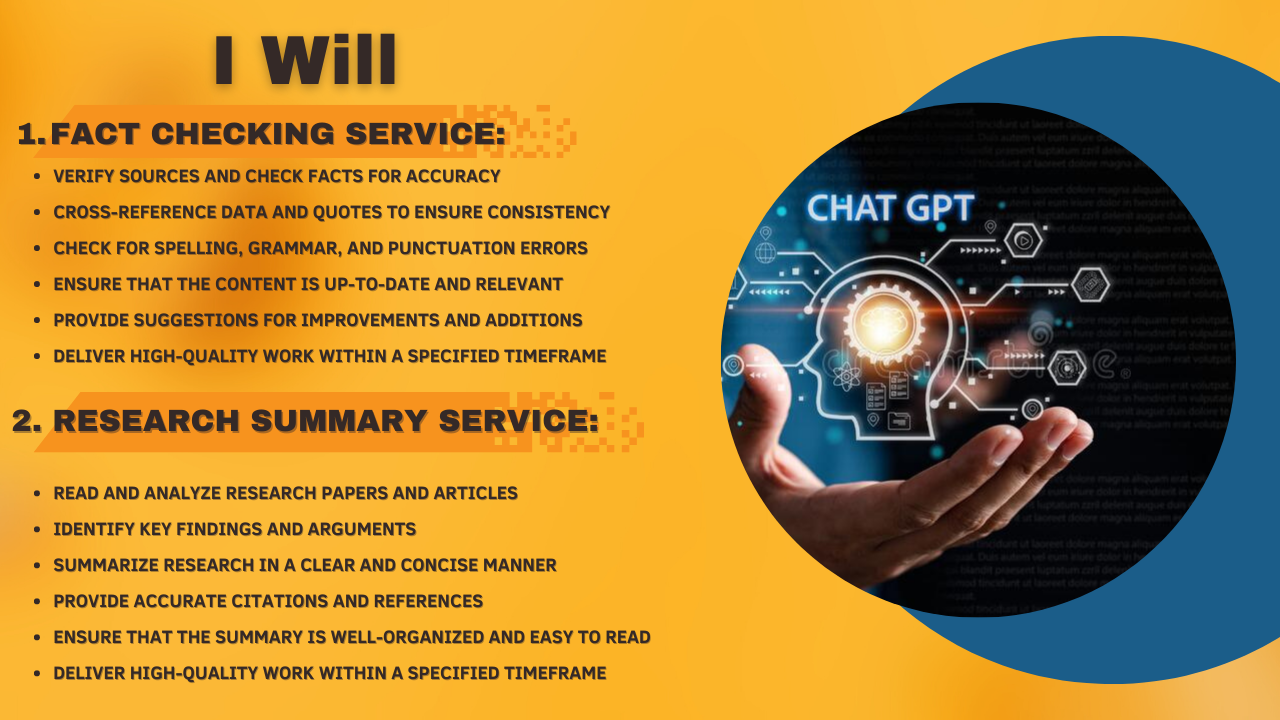 I Will
1. FACT CHECKING SERVICE:
• VERIFY SOURCES AND CHECK FACTS FOR ACCURACY
• CROSS-REFERENCE DATA AND QUOTES TO ENSURE CONSISTENCY
• CHECK FOR SPELLING, GRAMMAR, AND PUNCTUATION ERRORS
• ENSURE THAT THE CONTENT IS UP-TO-DATE AND RELEVANT
• PROVIDE SUGGESTIONS FOR IMPROVEMENTS AND ADDITIONS
• DELIVER HIGH-QUALITY WORK WITHIN A SPECIFIED TIMEFRAME
2. RESEARCH SUMMARY SERVICE:
• READ AND ANALYZE RESEARCH PAPERS AND ARTICLES
• IDENTIFY KEY FINDINGS AND ARGUMENTS
• SUMMARIZE RESEARCH IN A CLEAR AND CONCISE MANNER
• PROVIDE ACCURATE CITATIONS AND REFERENCES
• ENSURE THAT THE SUMMARY IS WELL-ORGANIZED AND EASY TO READ
• DELIVER HIGH-QUALITY WORK WITHIN A SPECIFIED TIMEFRAME
CHAT GPT